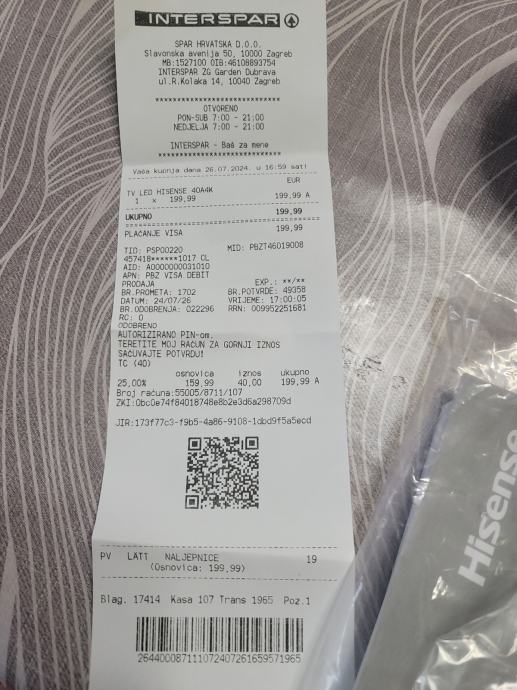 INTERSPAR
SPAR HRVATSKA D.O.O.
Slavonska avenija 50, 10000 Zagreb
MB:1527100 OIB:46108893754
INTERSPAR ZG Garden Dubrava
ul.R.Kolaka 14, 10040 Zagreb
********************************
OTVORENO
PON-SUB 7:00 - 21:00
NEDJELJA 7:00 - 21:00
INTERSPAR - Baš za mene
********************************
Vaša kupnja dana 26.07.2024. u 16:59 sati
EUR
TV LED HISENSE 40A4K
1 x 199,99 199,99 A
UKUPNO 199,99
PLAĆANJE VISA 199,99
TID: PSP00220 MID: PBZT46019008
457418******1017 CL
AID: A0000000031010
APN: PBZ VISA DEBIT
PRODAJA EXP.: **/**
BR.PROMETA: 1702 BR.POTVRDE: 49358
DATUM: 24/07/26 VRIJEME: 17:00:05
BR.ODOBRENJA: 022296 RRN: 009952251681
RC: 0
ODOBRENO
AUTORIZIRANO PIN-om.
TERETITE MOJ RAČUN ZA GORNJI IZNOS
SAČUVAJTE POTVRDU!
TC (40)
osnovica iznos ukupno
25,00% 159,99 40,00 199,99 A
Broj računa:55005/8711/107
ZKI:0bc0e74f84018748e8b2e3d6a298709d
JIR:173f77c3-f9b5-4a86-9108-1dbd9f5a5ecd
PV LÄTT NALJEPNICE 19
(Osnovica: 199,99)
Blag. 17414 Kasa 107 Trans 1965 Poz.1
2644000871110724072616595 71965
Hisense